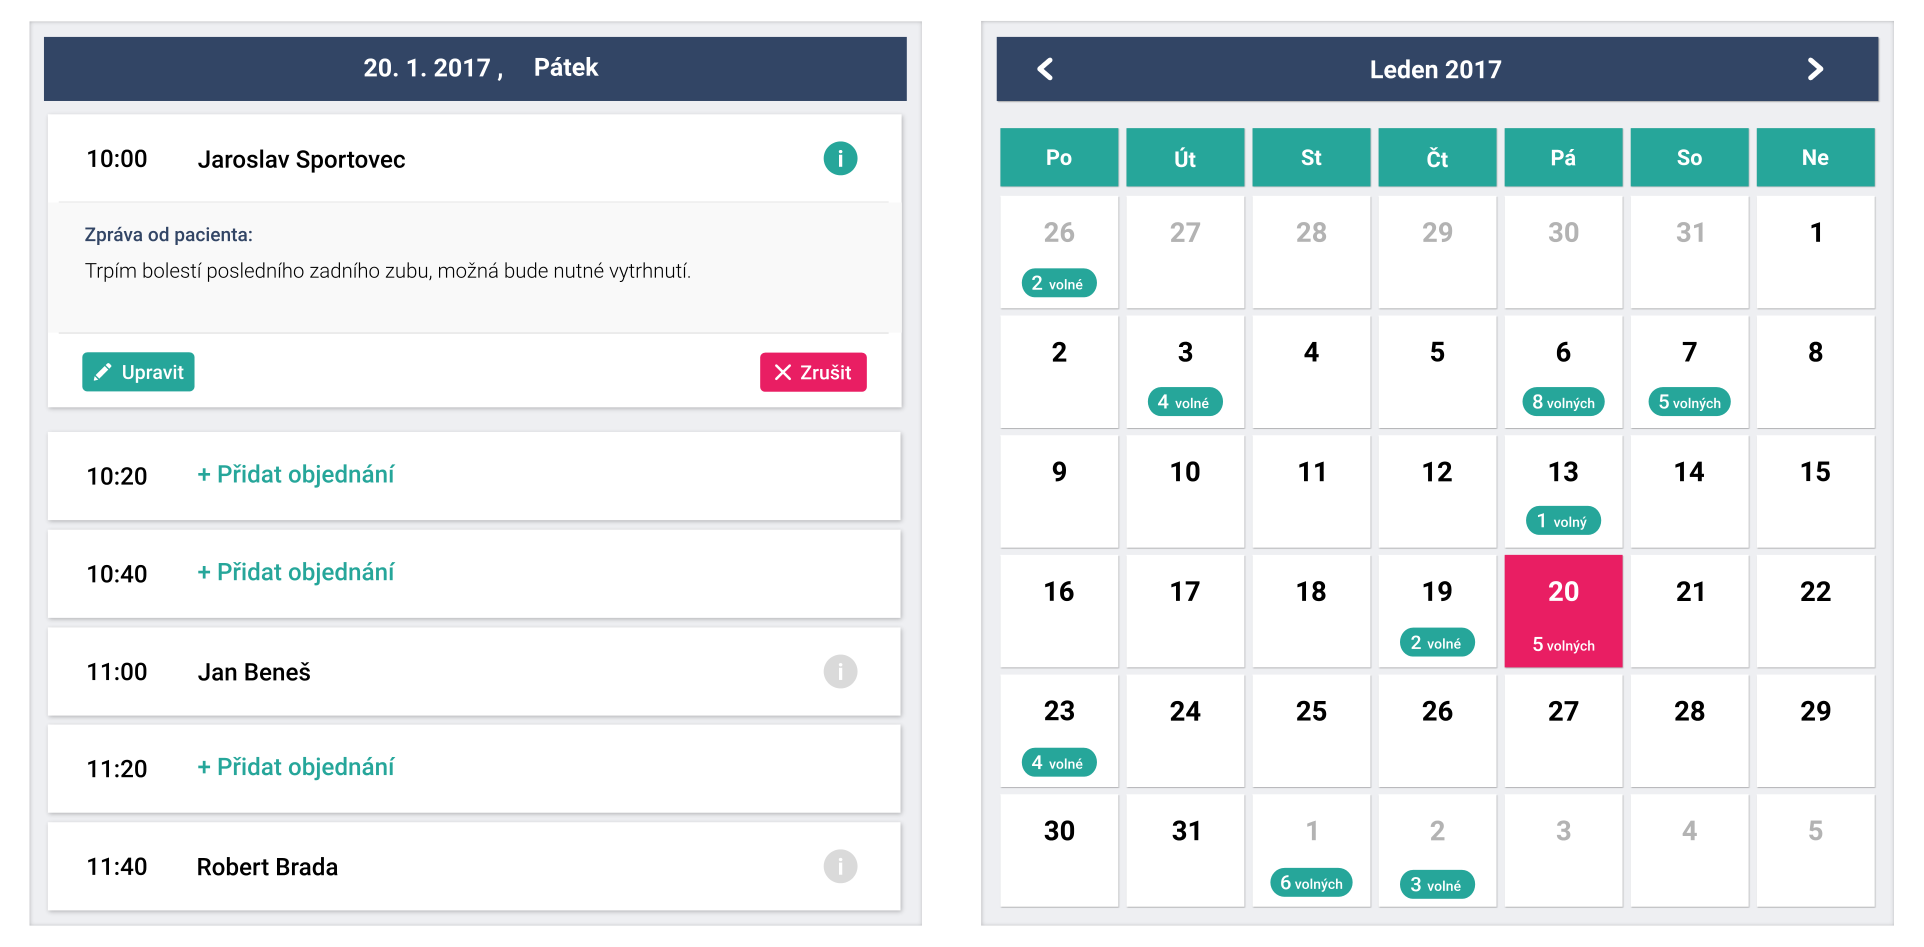 20. 1. 2017 , Pátek
10:00 Jaroslav Sportovec i
Zpráva od pacienta:
Trpím bolestí posledního zadního zubu, možná bude nutné vytrhnutí.
Upravit Zrušit
10:20 + Přidat objednání
10:40 + Přidat objednání
11:00 Jan Beneš i
11:20 + Přidat objednání
11:40 Robert Brada i
Leden 2017
Po Út St Čt Pá So Ne
26 27 28 29 30 31 1
2 volné
2 3 4 5 6 7 8
4 volné 8 volných 5 volných
9 10 11 12 13 14 15
1 volný
16 17 18 19 20 21 22
2 volné 5 volných
23 24 25 26 27 28 29
4 volné
30 31 1 2 3 4 5
6 volných 3 volné